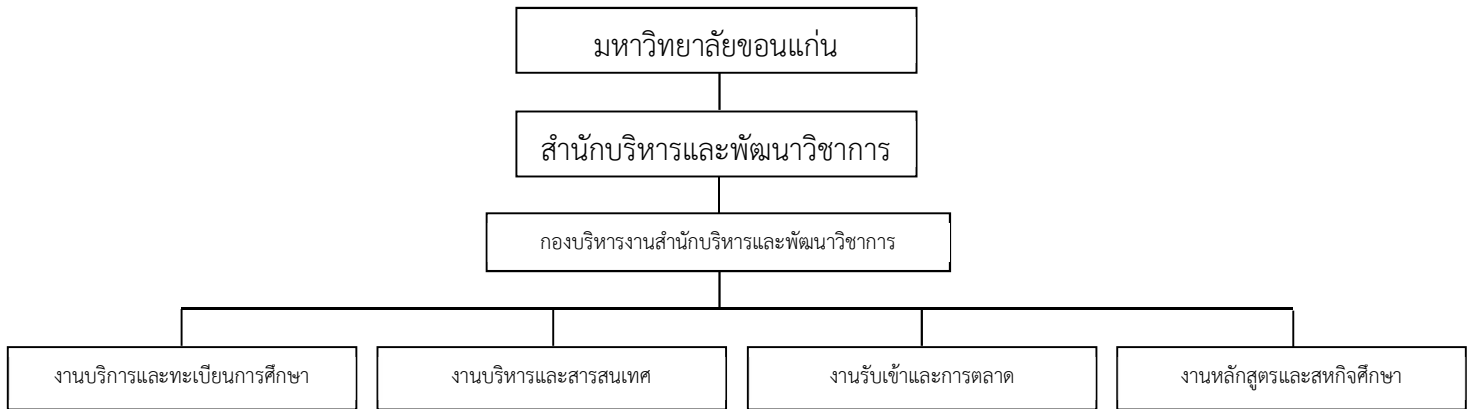 มหาวิทยาลัยขอนแก่น
สำนักบริหารและพัฒนาวิชาการ
กองบริหารงานสำนักบริหารและพัฒนาวิชาการ
งานบริการและทะเบียนการศึกษา
งานบริหารและสารสนเทศ
งานรับเข้าและการตลาด
งานหลักสูตรและสหกิจศึกษา